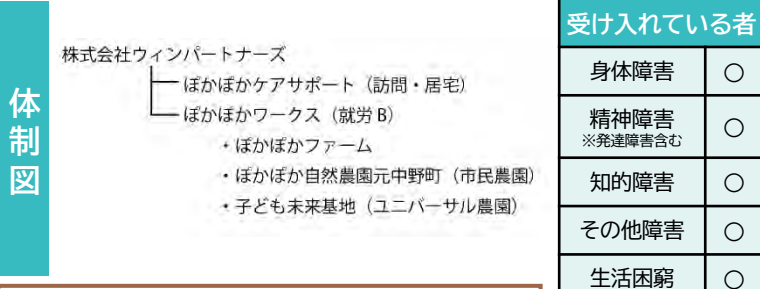 体制図
株式会社ウィンパートナーズ
ぽかぽかケアサポート（訪問・居宅）
ぽかぽかワークス（就労 B）
・ぽかぽかファーム
・ぽかぽか自然農園元中野町（市民農園）
・子ども未来基地（ユニバーサル農園）
受け入れている者
身体障害 ○
精神障害 ○
※発達障害含む
知的障害 ○
その他障害 ○
生活困窮 ○